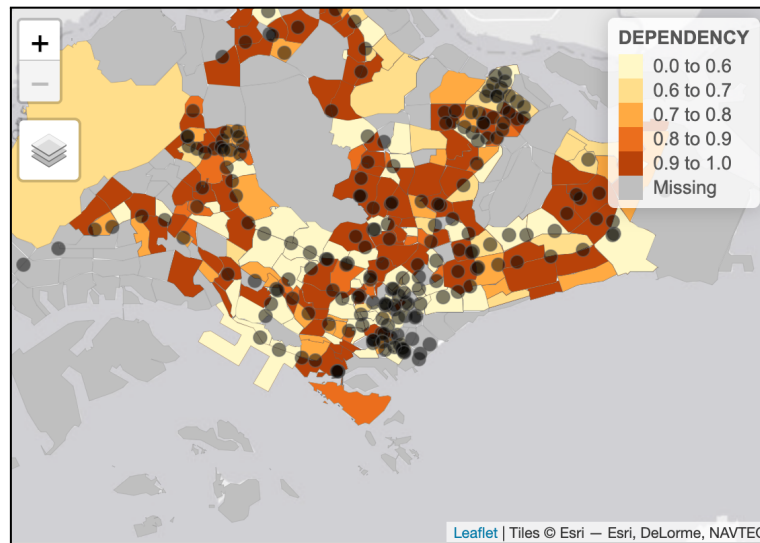 +
−
DEPENDENCY
0.0 to 0.6
0.6 to 0.7
0.7 to 0.8
0.8 to 0.9
0.9 to 1.0
Missing
Leaflet | Tiles © Esri — Esri, DeLorme, NAVTEQ